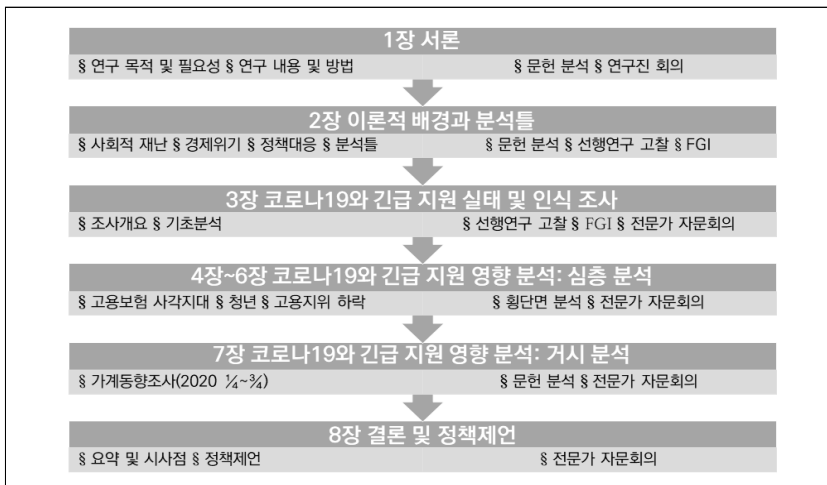 1장 서론
§ 연구 목적 및 필요성 § 연구 내용 및 방법 § 문헌 분석 § 연구진 회의
2장 이론적 배경과 분석틀
§ 사회적 재난 § 경제위기 § 정책대응 § 분석틀 § 문헌 분석 § 선행연구 고찰 § FGI
3장 코로나19와 긴급 지원 실태 및 인식 조사
§ 조사개요 § 기초분석 § 선행연구 고찰 § FGI § 전문가 자문회의
4장~6장 코로나19와 긴급 지원 영향 분석: 심층 분석
§ 고용보험 사각지대 § 청년 § 고용지위 하락 § 횡단면 분석 § 전문가 자문회의
7장 코로나19와 긴급 지원 영향 분석: 거시 분석
§ 가계동향조사(2020 ¼~¾) § 문헌 분석 § 전문가 자문회의
8장 결론 및 정책제언
§ 요약 및 시사점 § 정책제언 § 전문가 자문회의